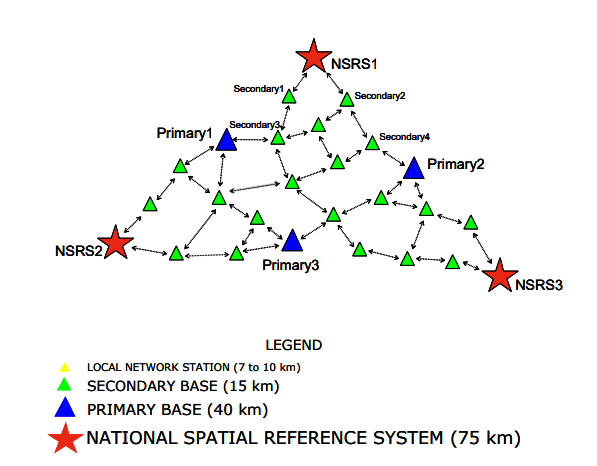 NSRS1
Secondary1
Secondary2
Secondary3
Primary1
Secondary4
Primary2
NSRS2
Primary3
NSRS3
LEGEND
LOCAL NETWORK STATION (7 to 10 km)
SECONDARY BASE (15 km)
PRIMARY BASE (40 km)
NATIONAL SPATIAL REFERENCE SYSTEM (75 km)